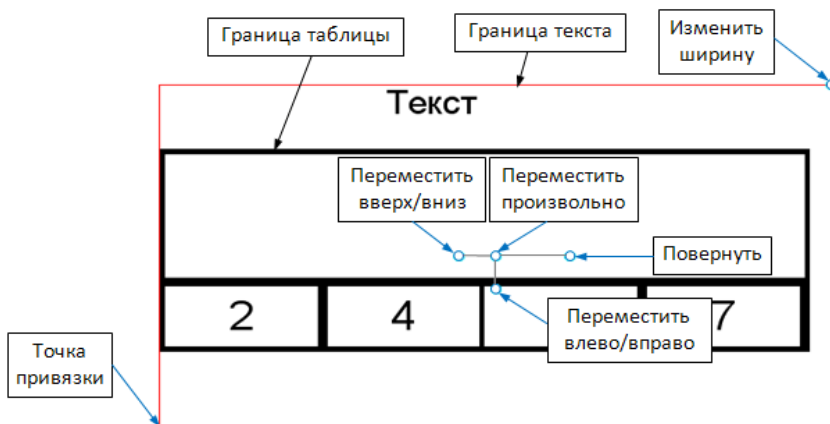 Изменить
ширину
Граница таблицы
Граница текста
Текст
Переместить
вверх/вниз
Переместить
произвольно
Повернуть
2
4
7
Переместить
влево/вправо
Точка
привязки